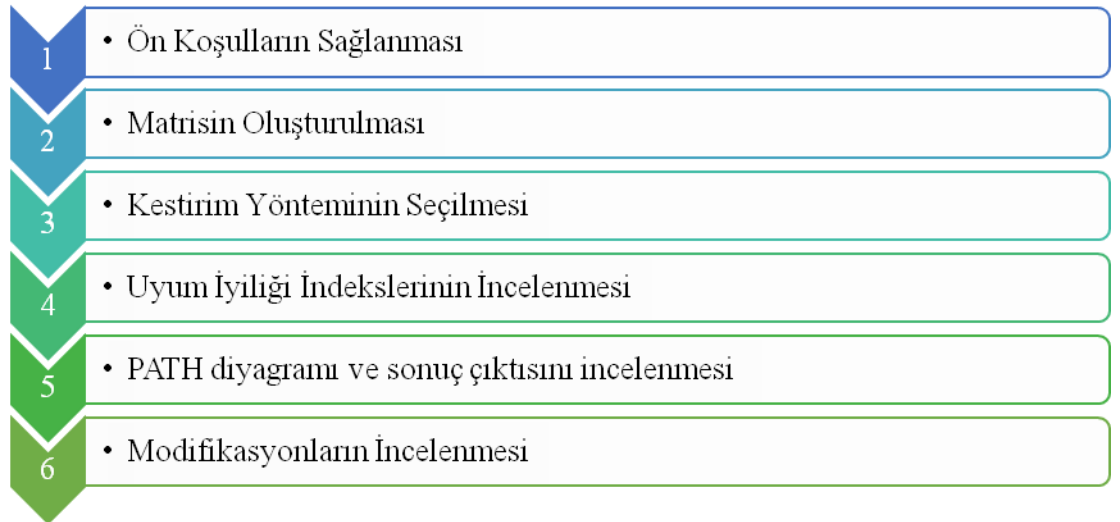 1 • Ön Koşulların Sağlanması
2 • Matrisin Oluşturulması
3 • Kestirim Yönteminin Seçilmesi
4 • Uyum İyiliği İndekslerinin İncelenmesi
5 • PATH diyagramı ve sonuç çıktısını incelenmesi
6 • Modifikasyonların İncelenmesi